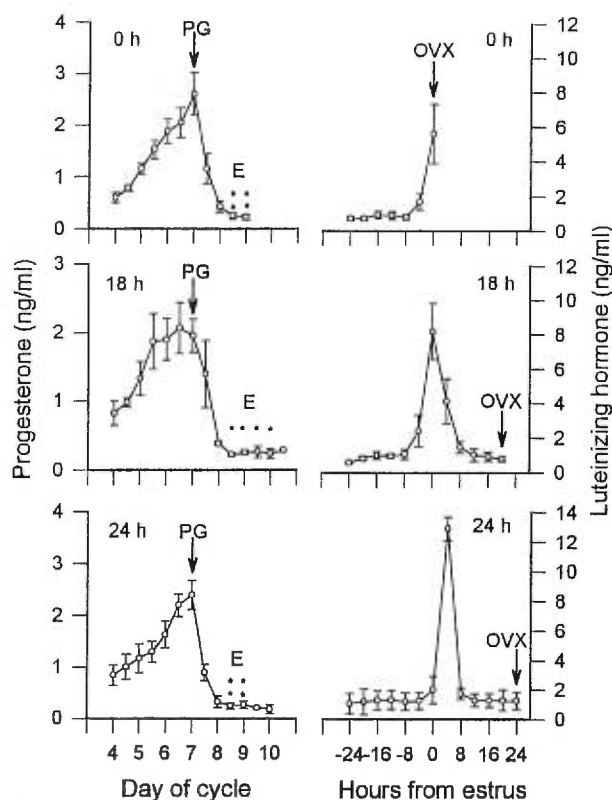 0 h
PG
E
4
3
2
1
0
0 h
OVX
12
10
8
6
4
2
0
18 h
PG
E
3
2
1
0
18 h
OVX
12
10
8
6
4
2
0
24 h
PG
E
4
3
2
1
0
4 5 6 7 8 9 10
24 h
OVX
14
12
10
8
6
4
2
0
-24 -16 -8 0 8 16 24
Progesterone (ng/ml)
Luteinizing hormone (ng/ml)
Day of cycle
Hours from estrus